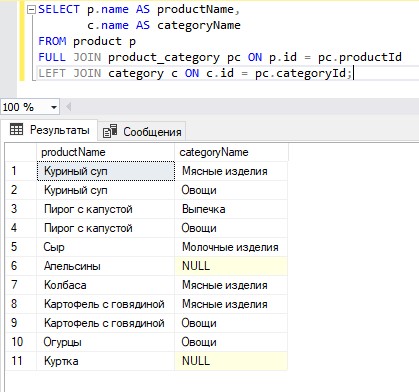 SELECT p.name AS productName,
c.name AS categoryName
FROM product p
FULL JOIN product_category pc ON p.id = pc.productId
LEFT JOIN category c ON c.id = pc.categoryId;
100 %
Результаты Сообщения
productName categoryName
1 Куриный суп Мясные изделия
2 Куриный суп Овощи
3 Пирог с капустой Выпечка
4 Пирог с капустой Овощи
5 Сыр Молочные изделия
6 Апельсины NULL
7 Колбаса Мясные изделия
8 Картофель с говядиной Мясные изделия
9 Картофель с говядиной Овощи
10 Огурцы Овощи
11 Куртка NULL